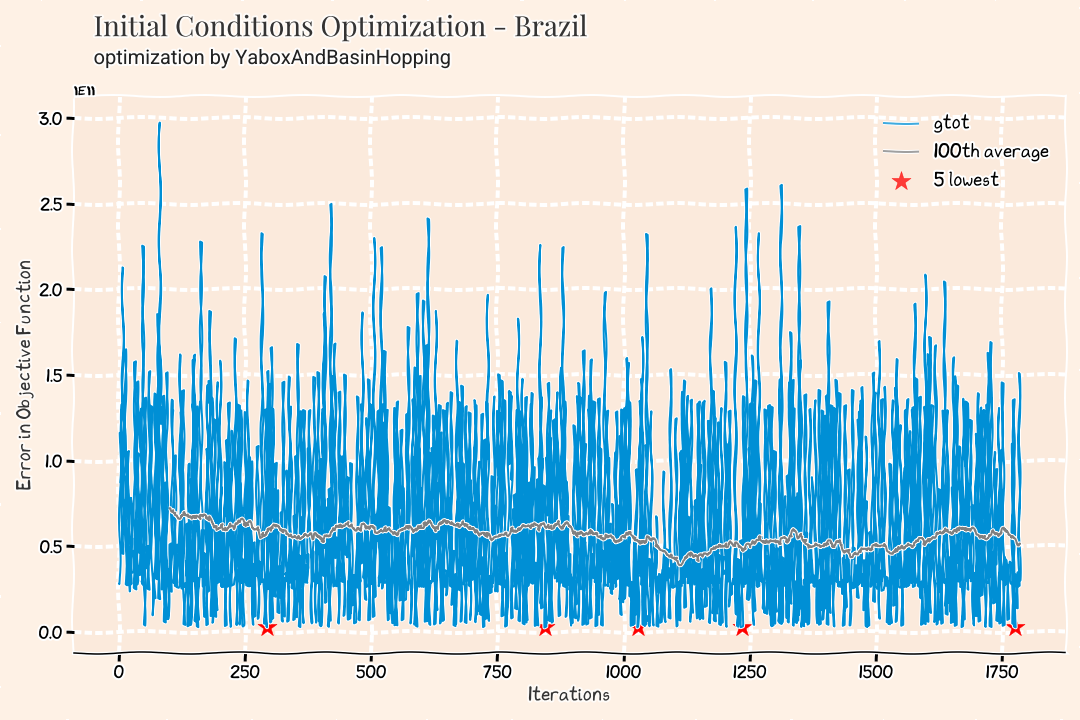 Initial Conditions Optimization - Brazil
optimization by YaboxAndBasinHopping
1E11
3.0
2.5
2.0
1.5
1.0
0.5
0.0
Error in Objective Function
gtot
100th average
5 lowest
0 250 500 750 1000 1250 1500 1750
Iterations